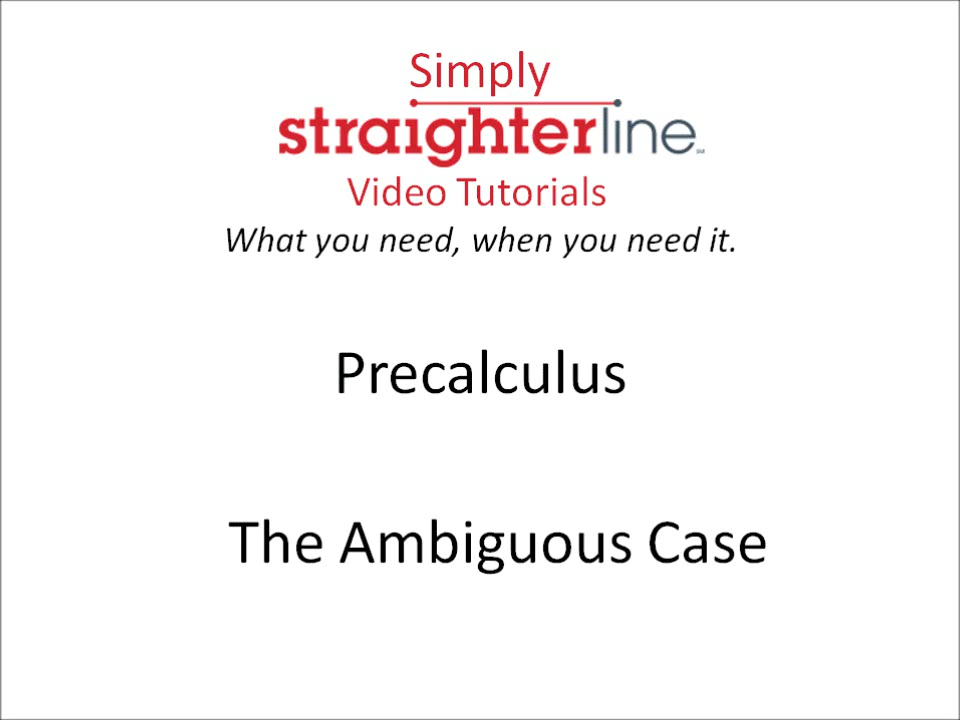 Simply
straighterline
Video Tutorials
What you need, when you need it.
Precalculus
The Ambiguous Case